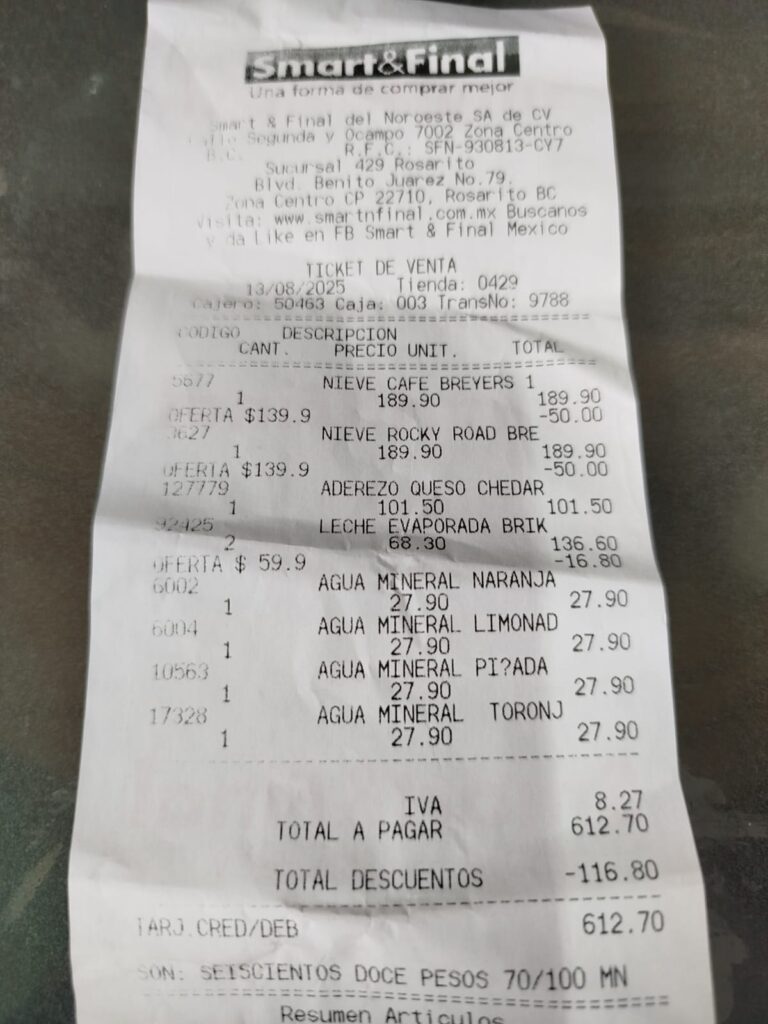 Smart&Final
Una forma de comprar mejor
Smart & Final del Noroeste SA de CV
Calle Segunda y Ocampo 7002 Zona Centro
B.C. R.F.C.: SFN-930813-CY7
Sucursal 429 Rosarito
Blvd. Benito Juarez No.79.
Zona Centro CP 22710, Rosarito BC
Visita: www.smartnfinal.com.mx Buscanos
y da Like en FB Smart & Final Mexico
TICKET DE VENTA
13/08/2025 Tienda: 0429
Cajero: 50463 Caja: 003 TransNo: 9788
CODIGO DESCRIPCION
CANT. PRECIO UNIT. TOTAL
5677 NIEVE CAFE BREYERS 1
1 189.90 189.90
OFERTA $139.9 -50.00
3627 NIEVE ROCKY ROAD BRE
1 189.90 189.90
OFERTA $139.9 -50.00
127779 ADEREZO QUESO CHEDAR
1 101.50 101.50
92425 LECHE EVAPORADA BRIK
2 68.30 136.60
OFERTA $ 59.9 -16.80
6002 AGUA MINERAL NARANJA
1 27.90 27.90
6004 AGUA MINERAL LIMONAD
1 27.90 27.90
10563 AGUA MINERAL PI?ADA
1 27.90 27.90
17328 AGUA MINERAL TORONJ
1 27.90 27.90
IVA 8.27
TOTAL A PAGAR 612.70
TOTAL DESCUENTOS -116.80
TARJ.CRED/DEB 612.70
SON: SEISCIENTOS DOCE PESOS 70/100 MN
Resumen Articulos